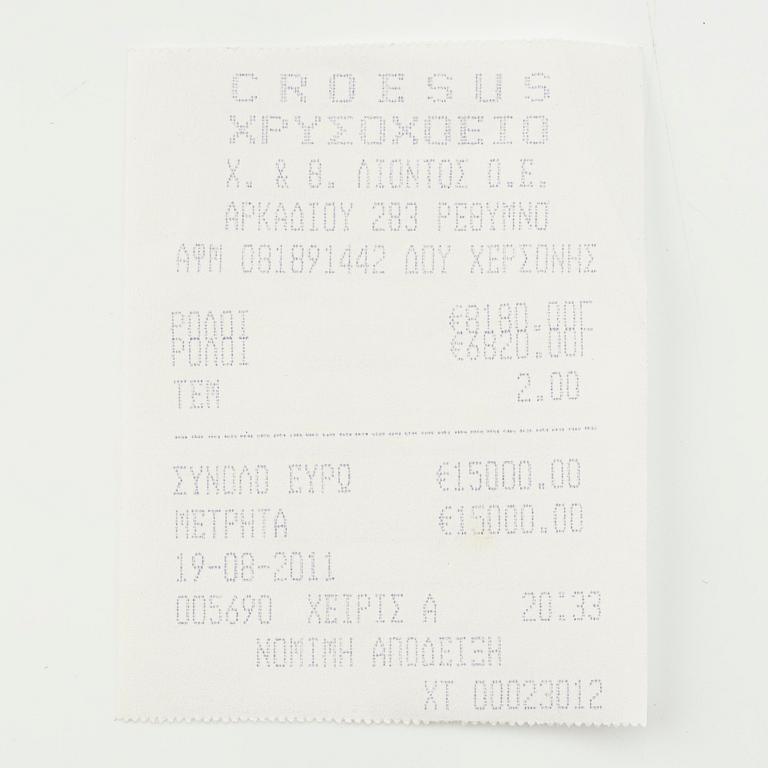 CROESUS
ΧΡΥΣΟΧΟΕΙΟ
Χ. & Θ. ΛΙΟΝΤΟΣ Ο.Ε.
ΑΡΚΑΔΙΟΥ 283 ΡΕΘΥΜΝΟ
ΑΦΜ 081891442 ΔΟΥ ΧΕΡΣΟΝΗΣ
ΡΟΛΟΙ €8180.00Γ
ΡΟΛΟΙ €6820.00Γ
ΤΕΜ 2.00
ΣΥΝΟΛΟ ΕΥΡΩ €15000.00
ΜΕΤΡΗΤΑ €15000.00
19-08-2011
005690 ΧΕΙΡΙΣ Α 20:33
ΝΟΜΙΜΗ ΑΠΟΔΕΙΞΗ
ΧΤ 00023012